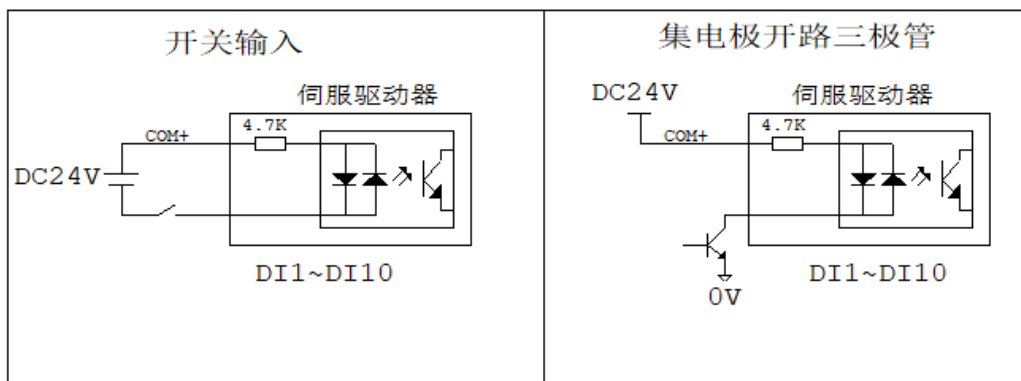 开关输入
伺服驱动器
4.7K
COM+
DC24V
DI1~DI10
集电极开路三极管
DC24V
伺服驱动器
4.7K
COM+
DI1~DI10
0V